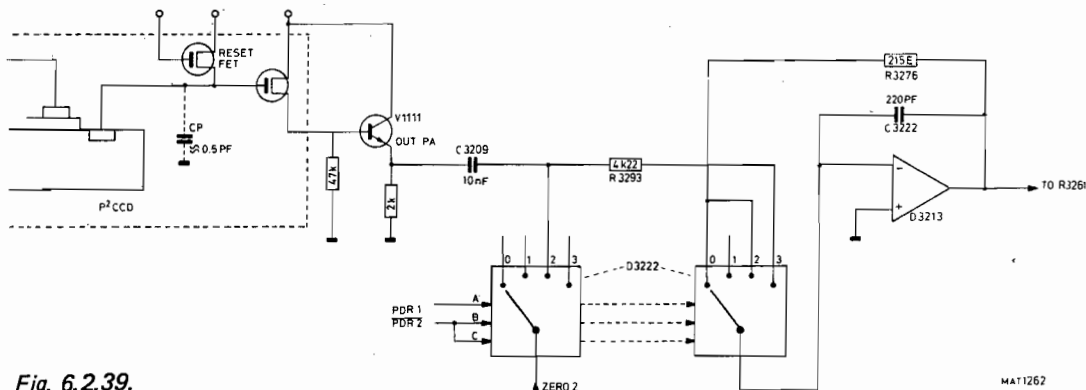 RESET
FET
CP
≈0.5PF
P²CCD
V1111
OUT PA
47k
2k
C3209
10nF
4k22
R3293
215E
R3276
220PF
C3222
-
+
D3213
TO R3261
0 1 2 3
D3222
0 1 2 3
PDR 1
PDR 2
A
B
C
ZERO 2
MAT1262
Fig. 6.2.39.